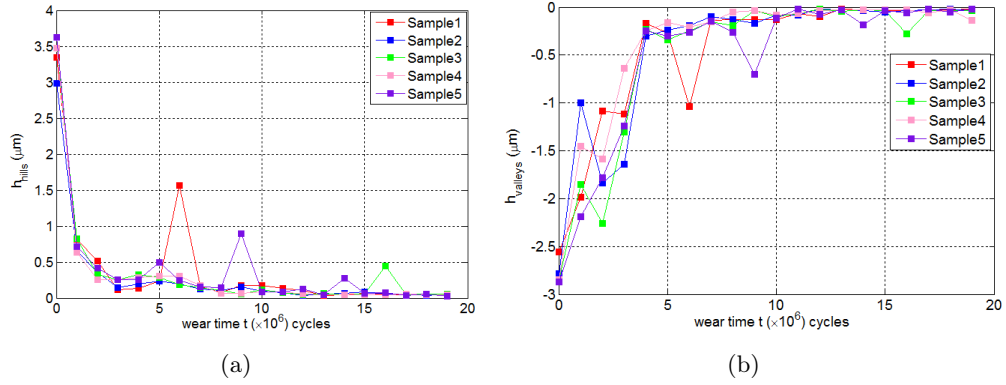 4
3.5
3
2.5
2
1.5
1
0.5
0
0
5
10
15
20
h_hills (μm)
wear time t (×10^6) cycles
Sample1
Sample2
Sample3
Sample4
Sample5
(a)
0
-0.5
-1
-1.5
-2
-2.5
-3
0
5
10
15
20
h_valleys (μm)
wear time t (×10^6) cycles
Sample1
Sample2
Sample3
Sample4
Sample5
(b)